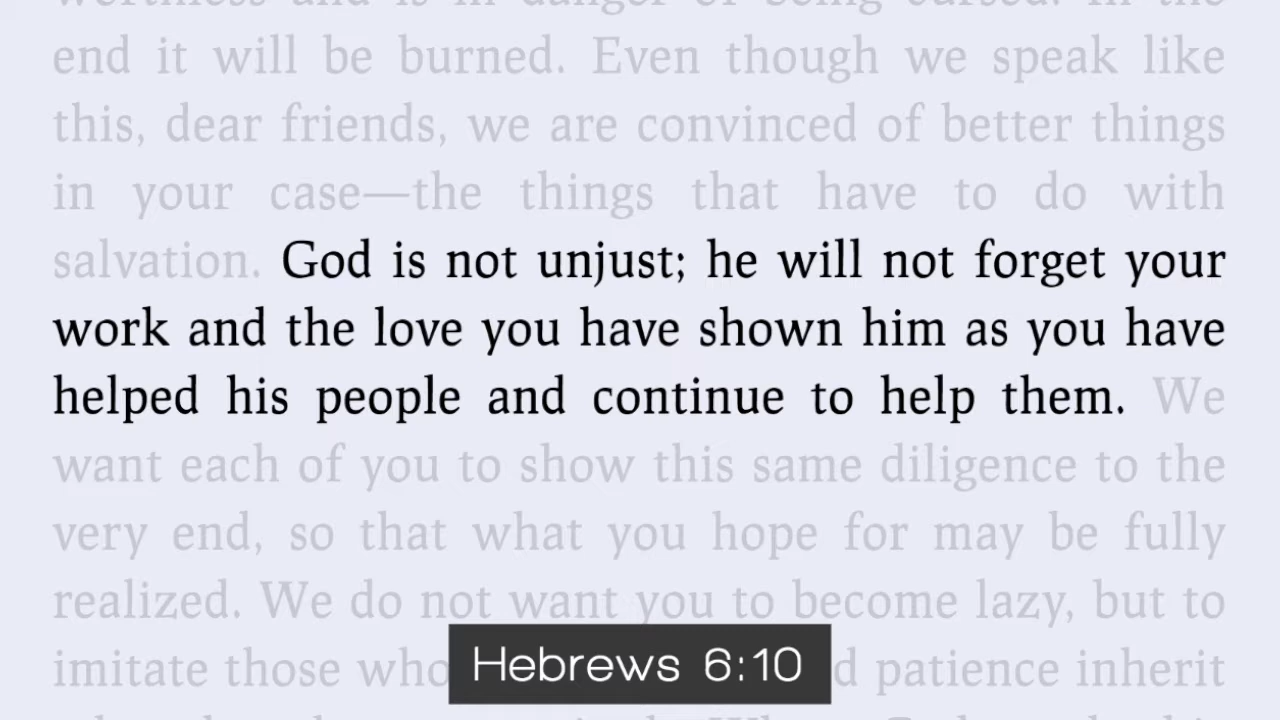 end it will be burned. Even though we speak like
this, dear friends, we are convinced of better things
in your case—the things that have to do with
salvation. God is not unjust; he will not forget your
work and the love you have shown him as you have
helped his people and continue to help them. We
want each of you to show this same diligence to the
very end, so that what you hope for may be fully
realized. We do not want you to become lazy, but to
imitate those who patience inherit
Hebrews 6:10